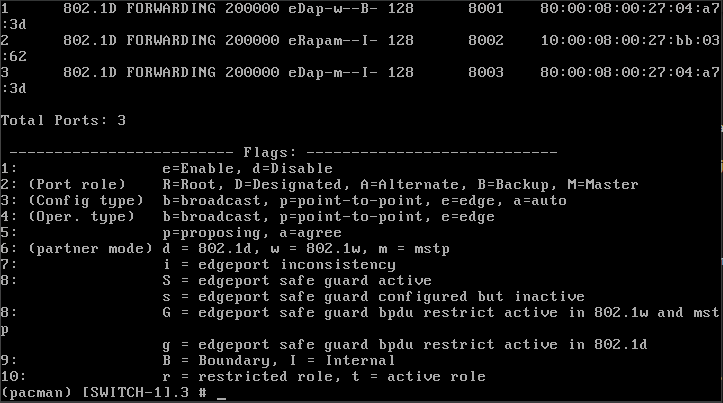 1      802.1D FORWARDING 200000 eDap-w--B- 128      8001     80:00:08:00:27:04:a7
:3d
2      802.1D FORWARDING 200000 eRapam--I- 128      8002     10:00:08:00:27:bb:03
:62
3      802.1D FORWARDING 200000 eDap-m--I- 128      8003     80:00:08:00:27:04:a7
:3d
Total Ports: 3
------------------------- Flags: ----------------------------
1:                e=Enable, d=Disable
2: (Port role)    R=Root, D=Designated, A=Alternate, B=Backup, M=Master
3: (Config type)  b=broadcast, p=point-to-point, e=edge, a=auto
4: (Oper. type)   b=broadcast, p=point-to-point, e=edge
5:                p=proposing, a=agree
6: (partner mode) d = 802.1d, w = 802.1w, m = mstp
7:                i = edgeport inconsistency
8:                S = edgeport safe guard active
                  s = edgeport safe guard configured but inactive
8:                G = edgeport safe guard bpdu restrict active in 802.1w and mst
p
                  g = edgeport safe guard bpdu restrict active in 802.1d
9:                B = Boundary, I = Internal
10:               r = restricted role, t = active role
(pacman) [SWITCH-1].3 # _